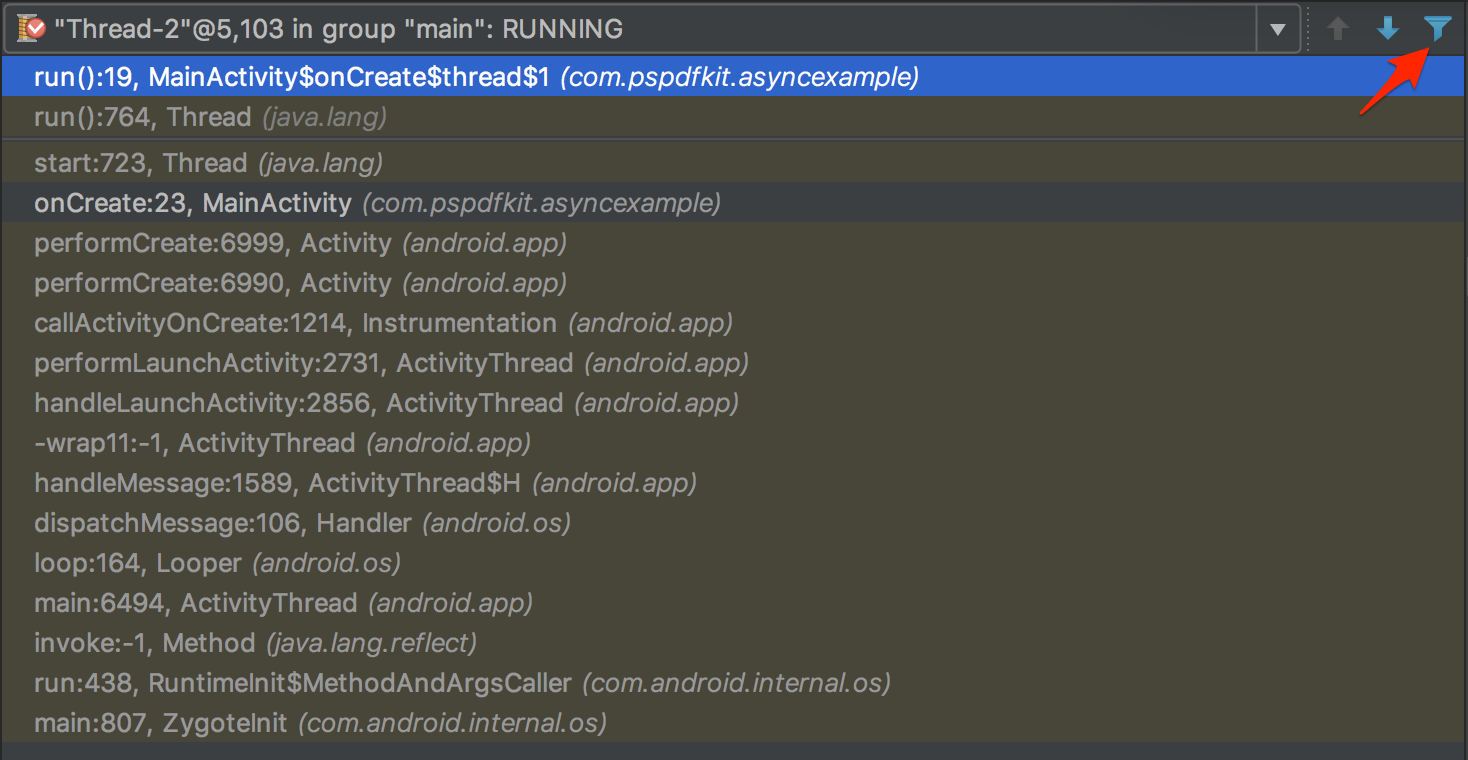 "Thread-2"@5,103 in group "main": RUNNING
run():19, MainActivity$onCreate$thread$1 (com.pspdfkit.asyncexample)
run():764, Thread (java.lang)
start:723, Thread (java.lang)
onCreate:23, MainActivity (com.pspdfkit.asyncexample)
performCreate:6999, Activity (android.app)
performCreate:6990, Activity (android.app)
callActivityOnCreate:1214, Instrumentation (android.app)
performLaunchActivity:2731, ActivityThread (android.app)
handleLaunchActivity:2856, ActivityThread (android.app)
-wrap11:-1, ActivityThread (android.app)
handleMessage:1589, ActivityThread$H (android.app)
dispatchMessage:106, Handler (android.os)
loop:164, Looper (android.os)
main:6494, ActivityThread (android.app)
invoke:-1, Method (java.lang.reflect)
run:438, RuntimeInit$MethodAndArgsCaller (com.android.internal.os)
main:807, ZygoteInit (com.android.internal.os)